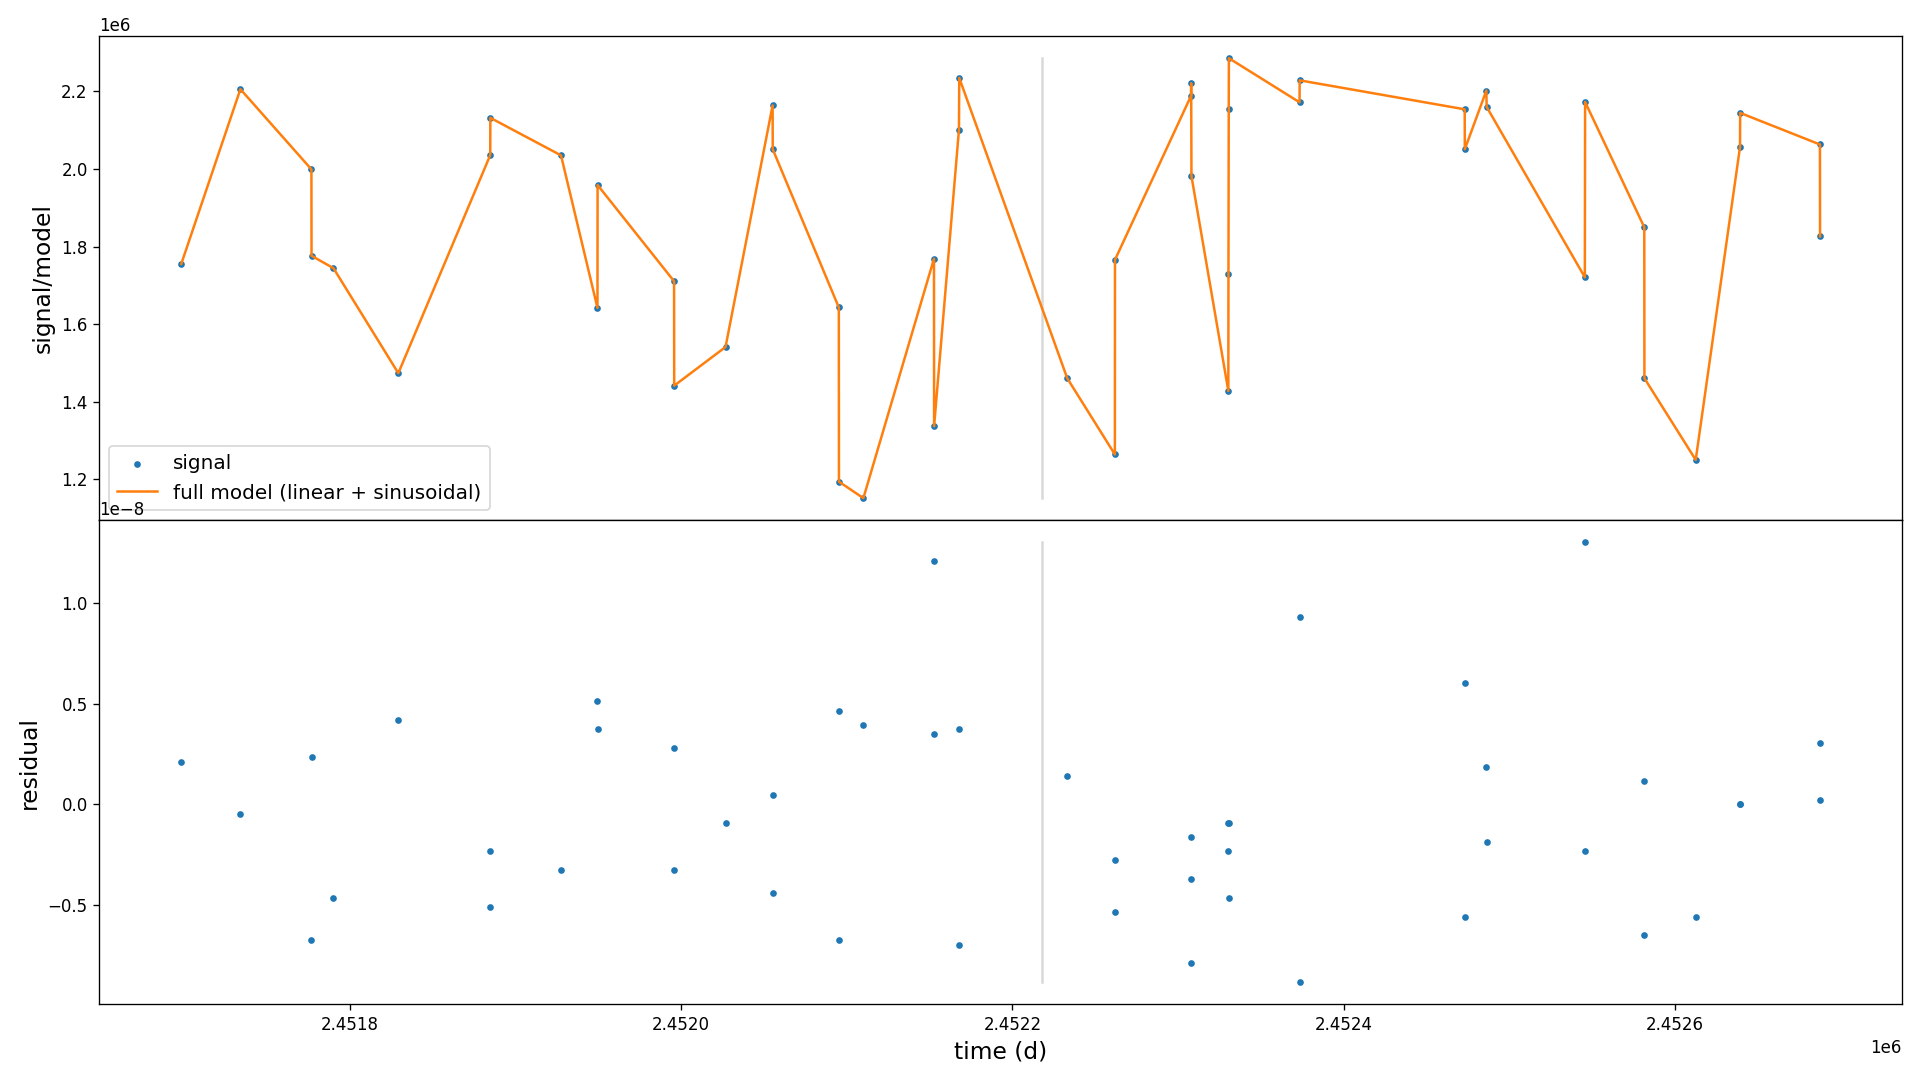 1e6
2.2
2.0
1.8
1.6
1.4
1.2
signal/model
signal
full model (linear + sinusoidal)
1e−8
1.0
0.5
0.0
−0.5
residual
2.4518
2.4520
2.4522
2.4524
2.4526
time (d)
1e6